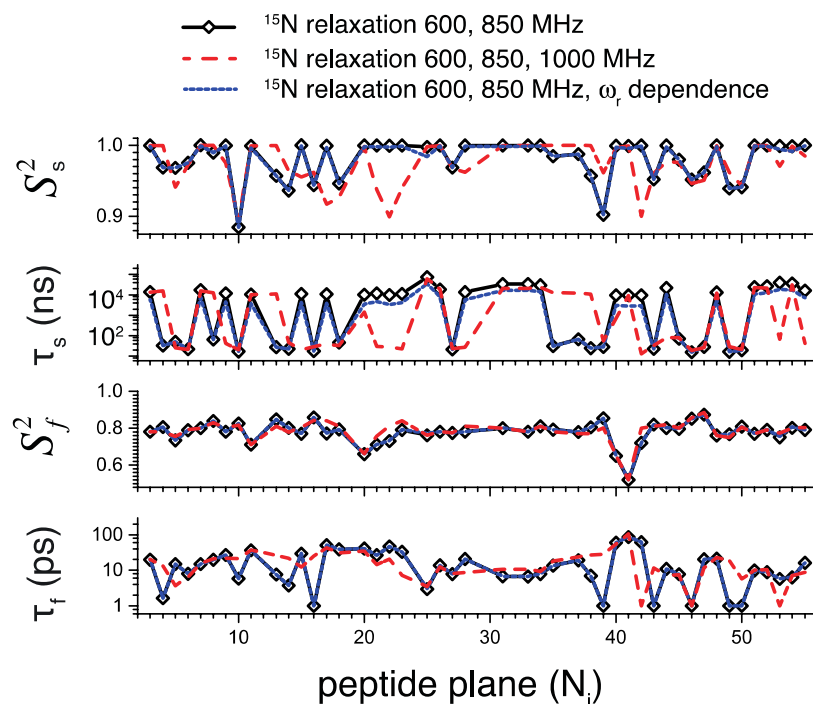 ¹⁵N relaxation 600, 850 MHz
¹⁵N relaxation 600, 850, 1000 MHz
¹⁵N relaxation 600, 850 MHz, ωᵣ dependence
S²ₛ
1.0
0.9
τₛ (ns)
10⁴
10²
S²f
1.0
0.8
0.6
τf (ps)
100
10
1
10 20 30 40 50
peptide plane (Nᵢ)